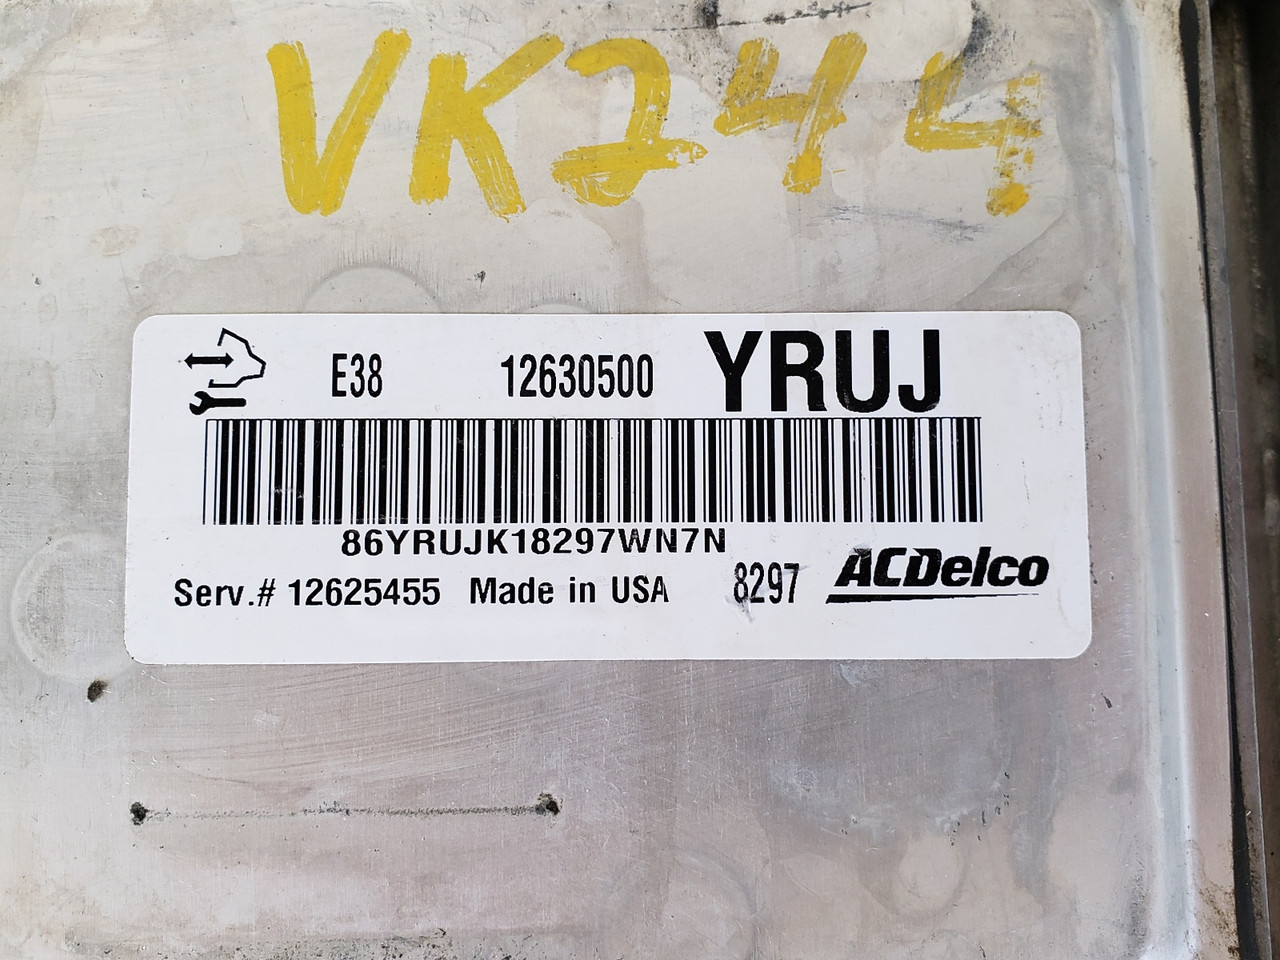 VK244
E38 12630500 YRUJ
86YRUJK18297WN7N
Serv.# 12625455 Made in USA 8297 ACDelco